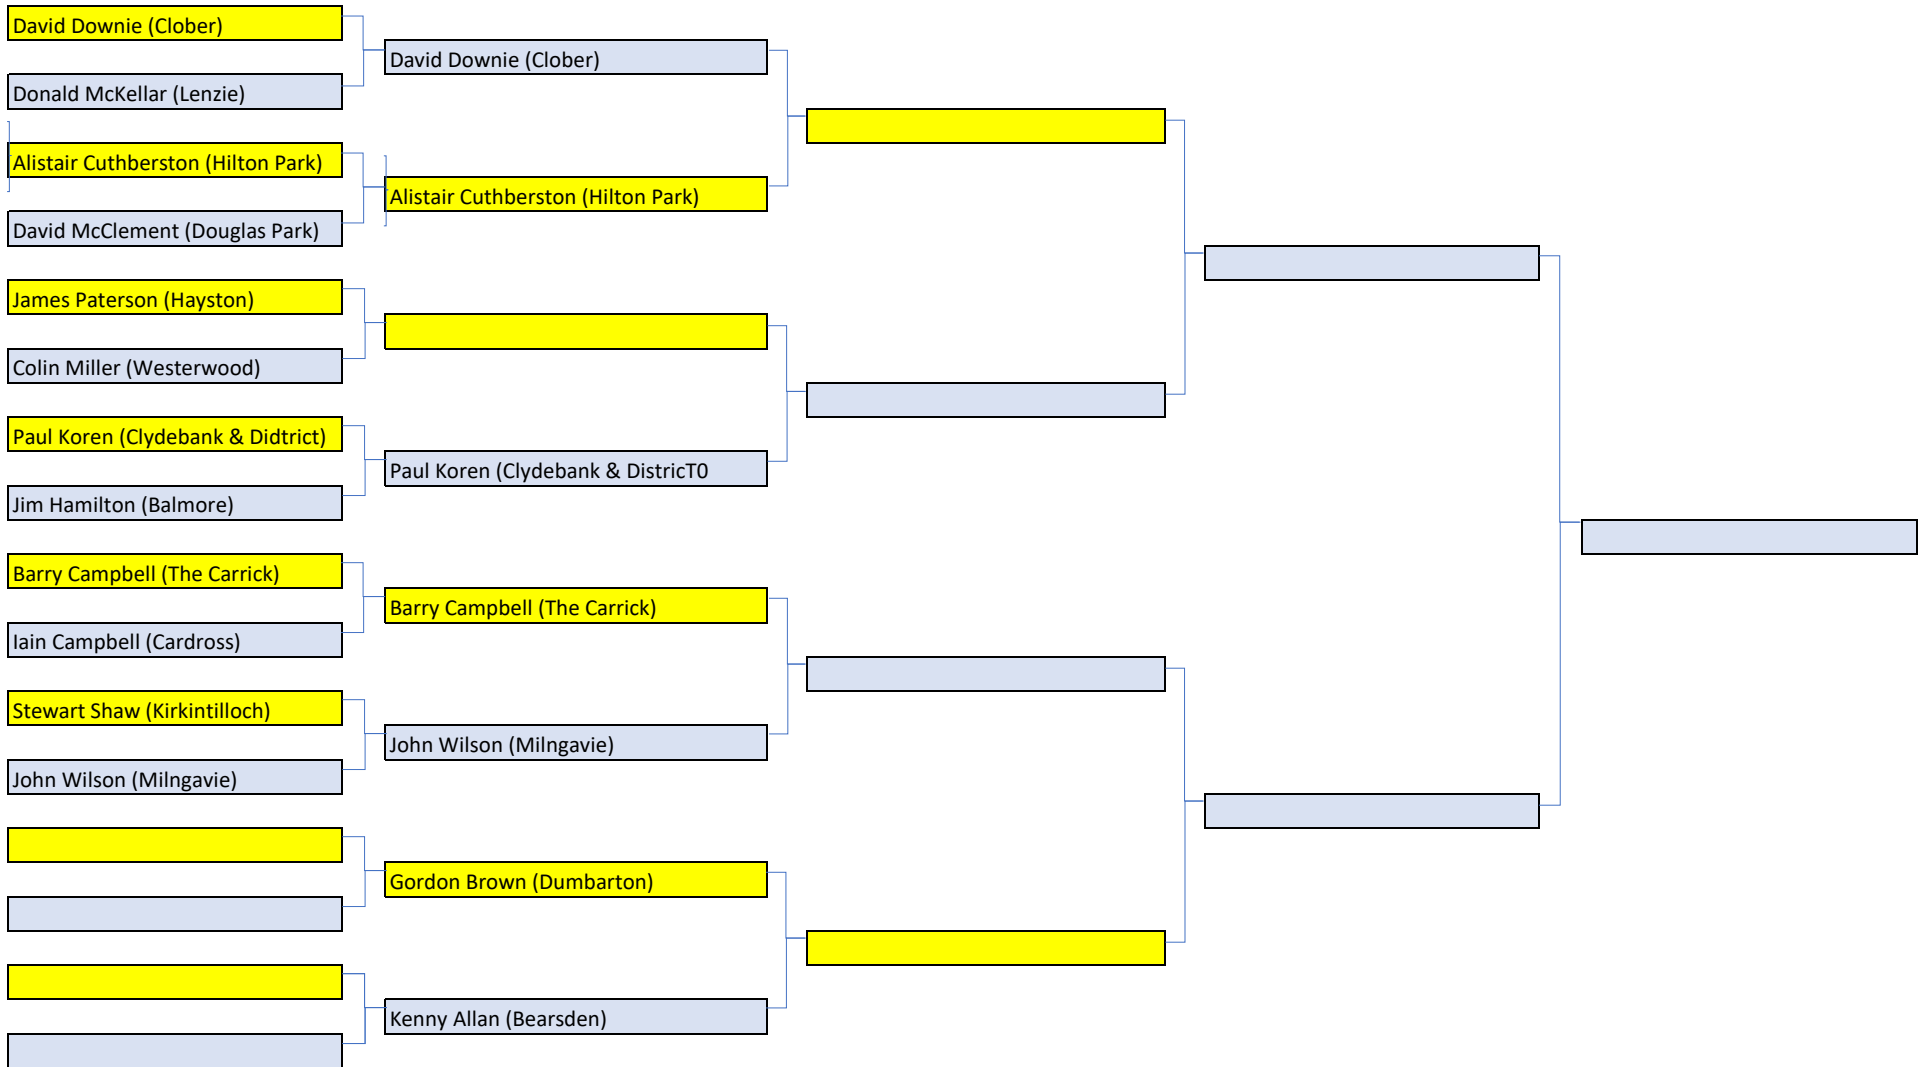 David Downie (Clober)
Donald McKellar (Lenzie)
Alistair Cuthberston (Hilton Park)
David McClement (Douglas Park)
James Paterson (Hayston)
Colin Miller (Westerwood)
Paul Koren (Clydebank & Didtrict)
Jim Hamilton (Balmore)
Barry Campbell (The Carrick)
Iain Campbell (Cardross)
Stewart Shaw (Kirkintilloch)
John Wilson (Milngavie)
David Downie (Clober)
Alistair Cuthberston (Hilton Park)
Paul Koren (Clydebank & DistricT0
Barry Campbell (The Carrick)
John Wilson (Milngavie)
Gordon Brown (Dumbarton)
Kenny Allan (Bearsden)